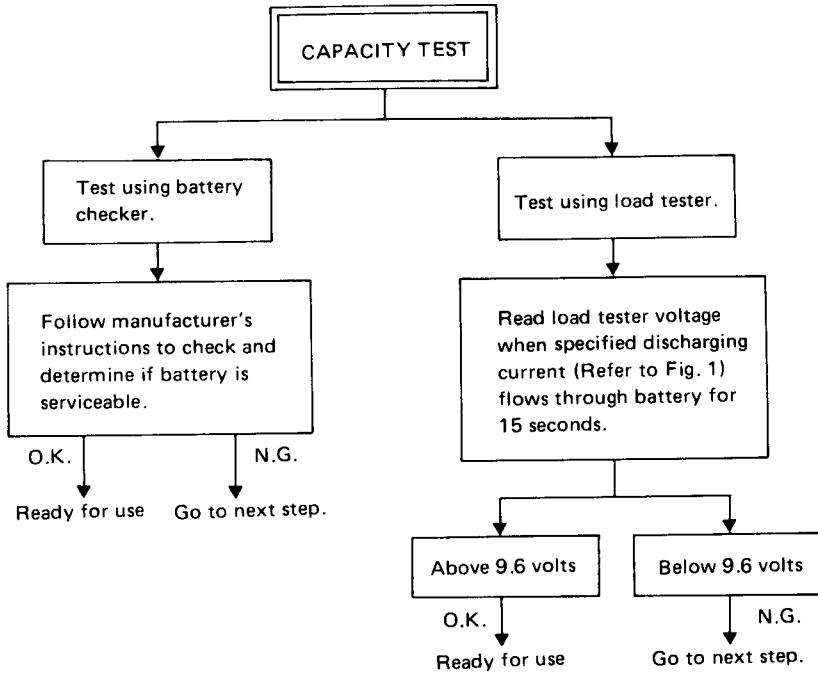 CAPACITY TEST
Test using battery
checker.
Follow manufacturer's
instructions to check and
determine if battery is
serviceable.
O.K.
N.G.
Ready for use
Go to next step.
Test using load tester.
Read load tester voltage
when specified discharging
current (Refer to Fig. 1)
flows through battery for
15 seconds.
Above 9.6 volts
Below 9.6 volts
O.K.
N.G.
Ready for use
Go to next step.